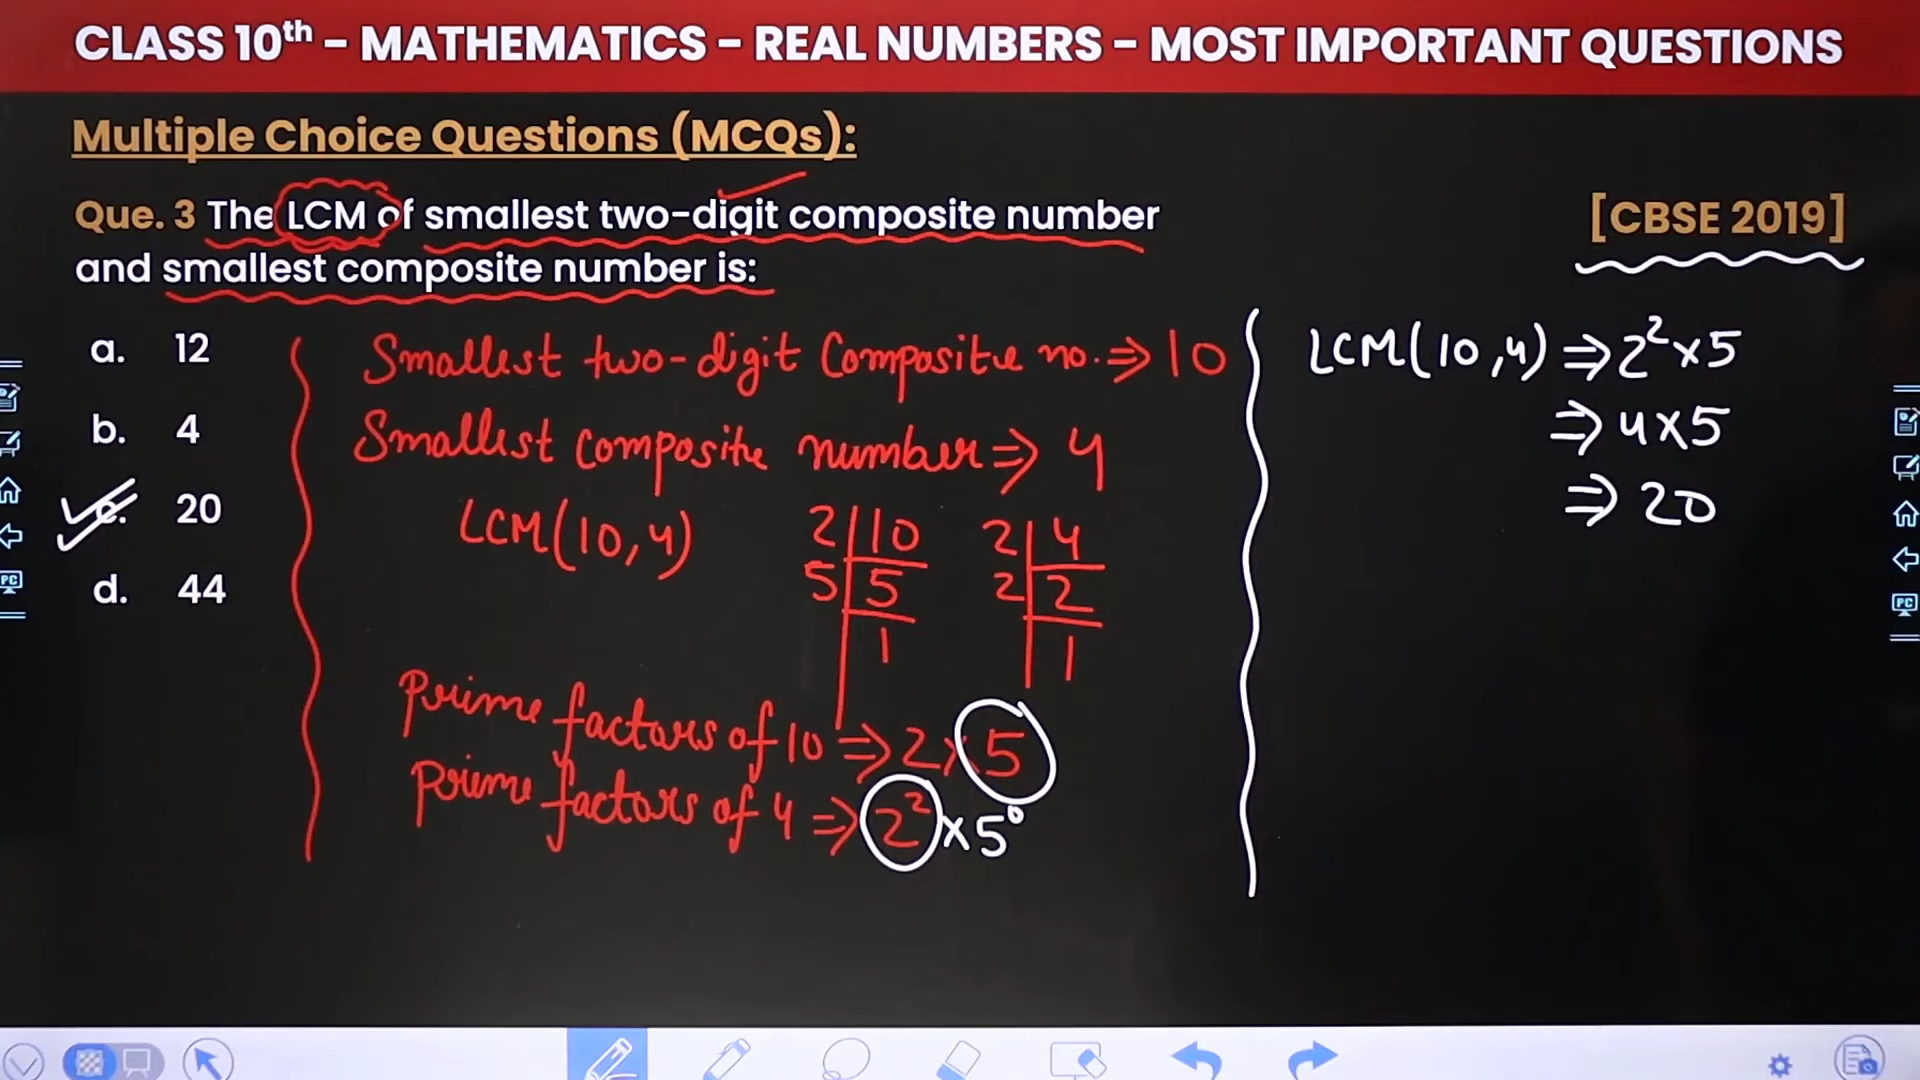 CLASS 10th - MATHEMATICS - REAL NUMBERS - MOST IMPORTANT QUESTIONS
Multiple Choice Questions (MCQs):
Que. 3 The LCM of smallest two-digit composite number
and smallest composite number is:
[CBSE 2019]
a. 12
b. 4
c. 20
d. 44
Smallest two-digit Composite no. ⇒ 10
Smallest composite number ⇒ 4
LCM(10,4)
2 | 10
5 | 5
1
2 | 4
2 | 2
1
Prime factors of 10 ⇒ 2 × 5
Prime factors of 4 ⇒ 2² × 5⁰
LCM(10,4) ⇒ 2² × 5
⇒ 4 × 5
⇒ 20
PC
PC